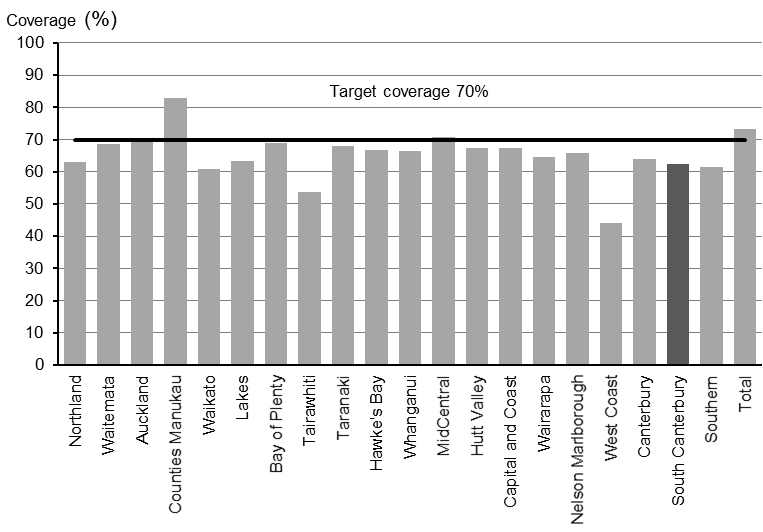 Coverage (%)
100
90
80
70
60
50
40
30
20
10
0
Target coverage 70%
Northland
Waitemata
Auckland
Counties Manukau
Waikato
Lakes
Bay of Plenty
Tairawhiti
Taranaki
Hawke's Bay
Whanganui
MidCentral
Hutt Valley
Capital and Coast
Wairarapa
Nelson Marlborough
West Coast
Canterbury
South Canterbury
Southern
Total